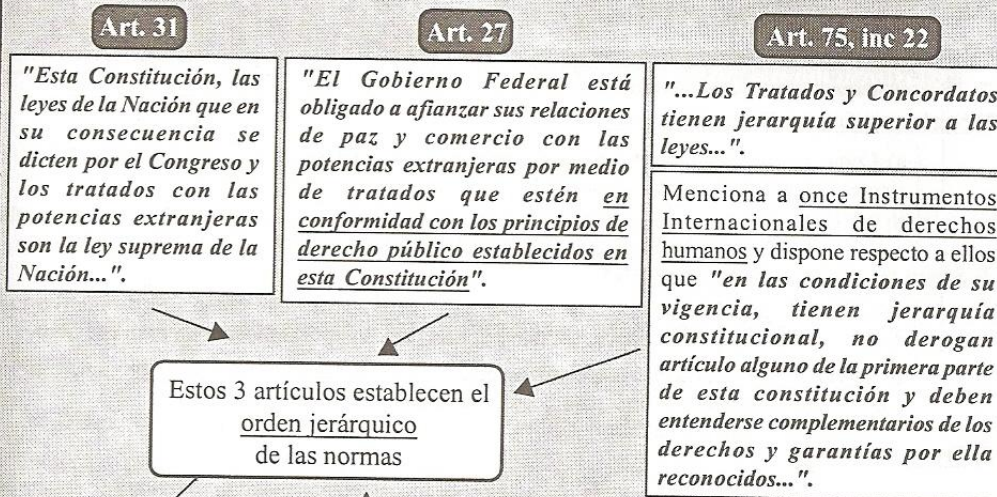 Art. 31
"Esta Constitución, las
leyes de la Nación que en
su consecuencia se
dicten por el Congreso y
los tratados con las
potencias extranjeras
son la ley suprema de la
Nación...".
Art. 27
"El Gobierno Federal está
obligado a afianzar sus relaciones
de paz y comercio con las
potencias extranjeras por medio
de tratados que estén en
conformidad con los principios de
derecho público establecidos en
esta Constitución".
Art. 75, inc 22
"...Los Tratados y Concordatos
tienen jerarquía superior a las
leyes...".
Menciona a once Instrumentos
Internacionales de derechos
humanos y dispone respecto a ellos
que "en las condiciones de su
vigencia, tienen jerarquía
constitucional, no derogan
artículo alguno de la primera parte
de esta constitución y deben
entenderse complementarios de los
derechos y garantías por ella
reconocidos...".
Estos 3 artículos establecen el
orden jerárquico
de las normas